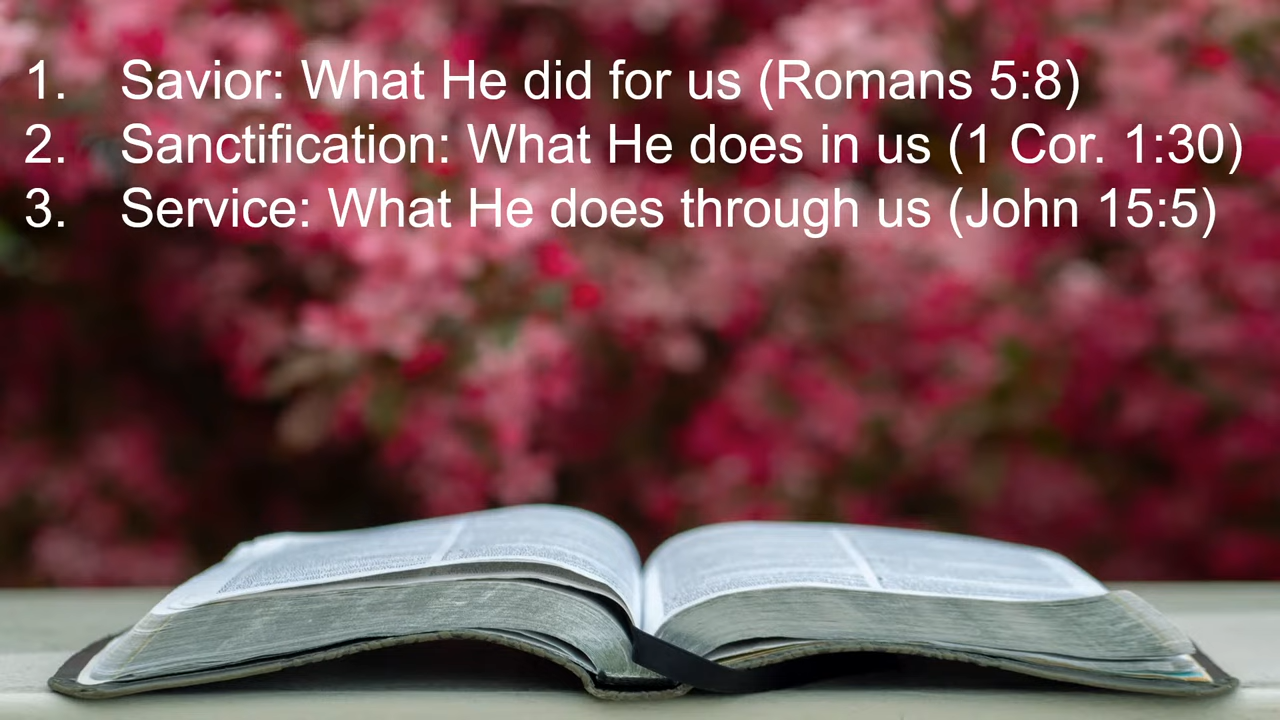 1. Savior: What He did for us (Romans 5:8)
2. Sanctification: What He does in us (1 Cor. 1:30)
3. Service: What He does through us (John 15:5)